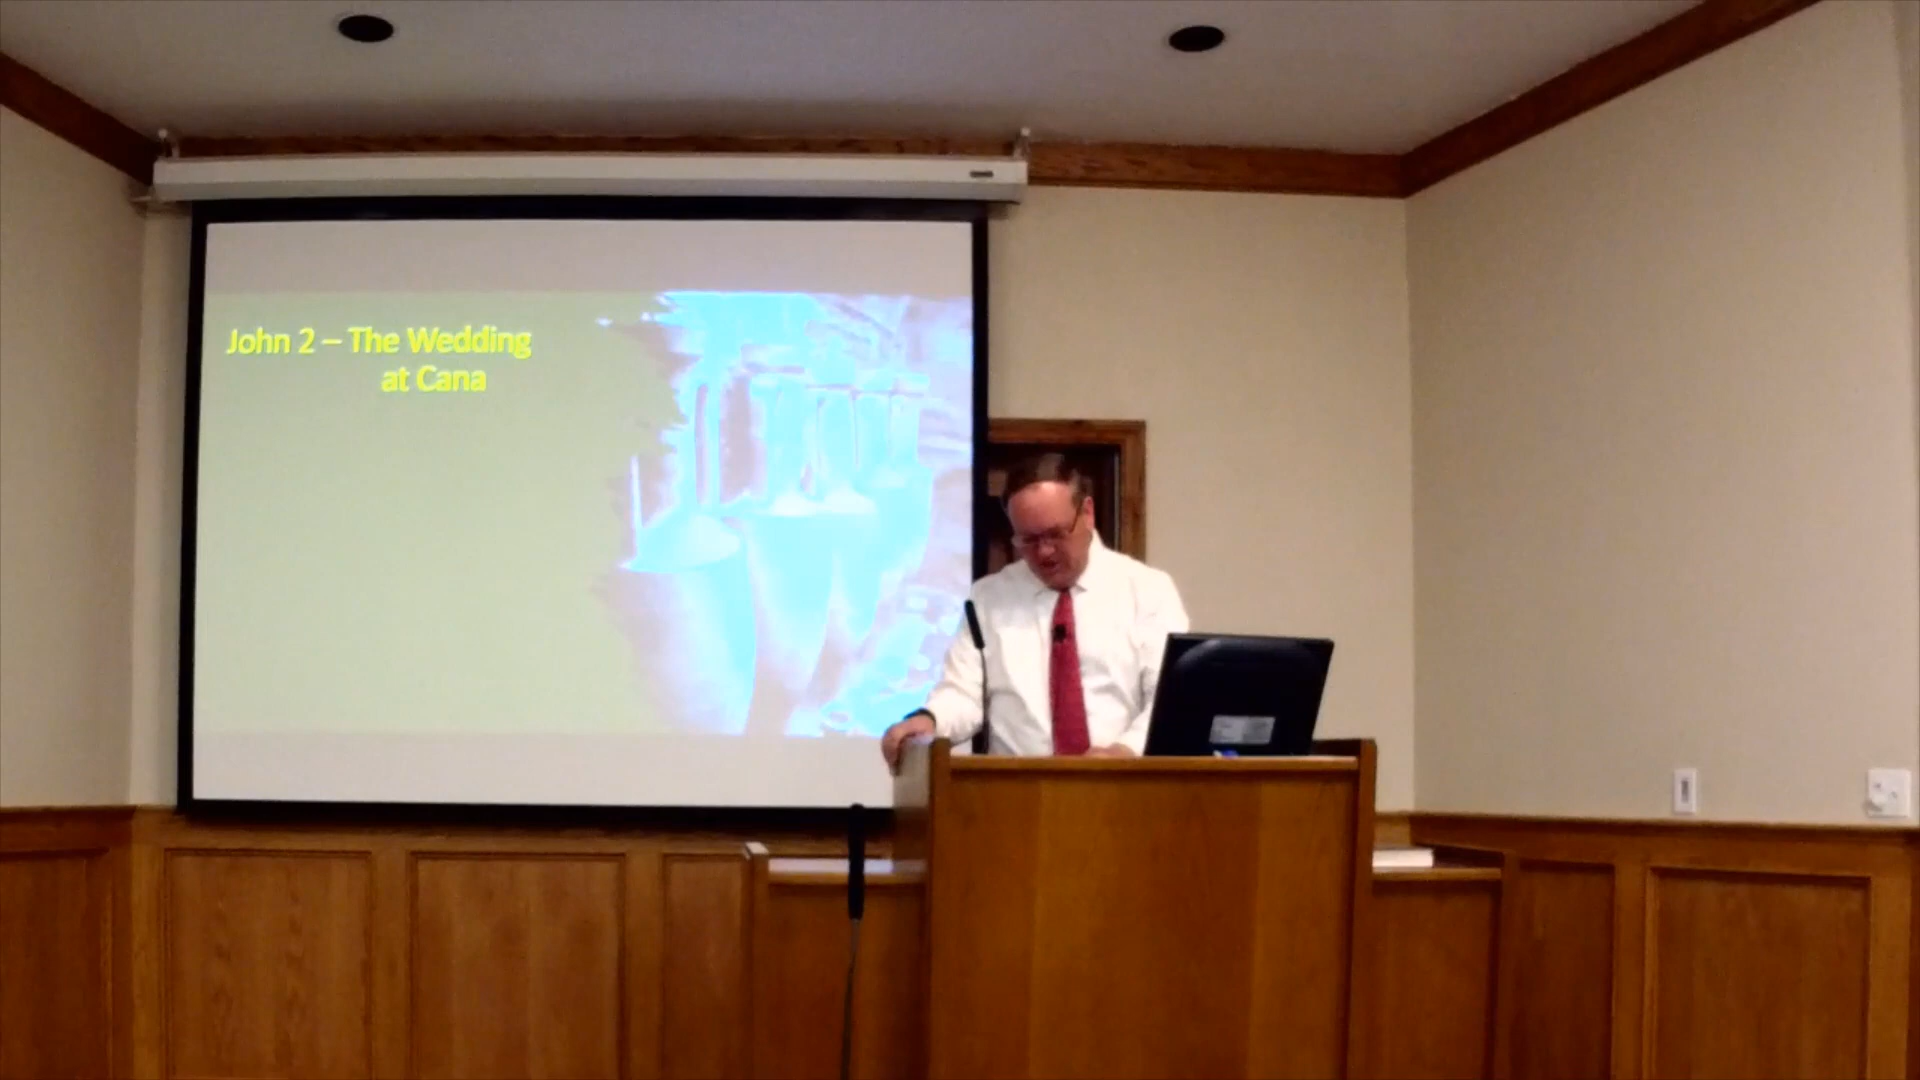 John 2 – The Wedding
at Cana